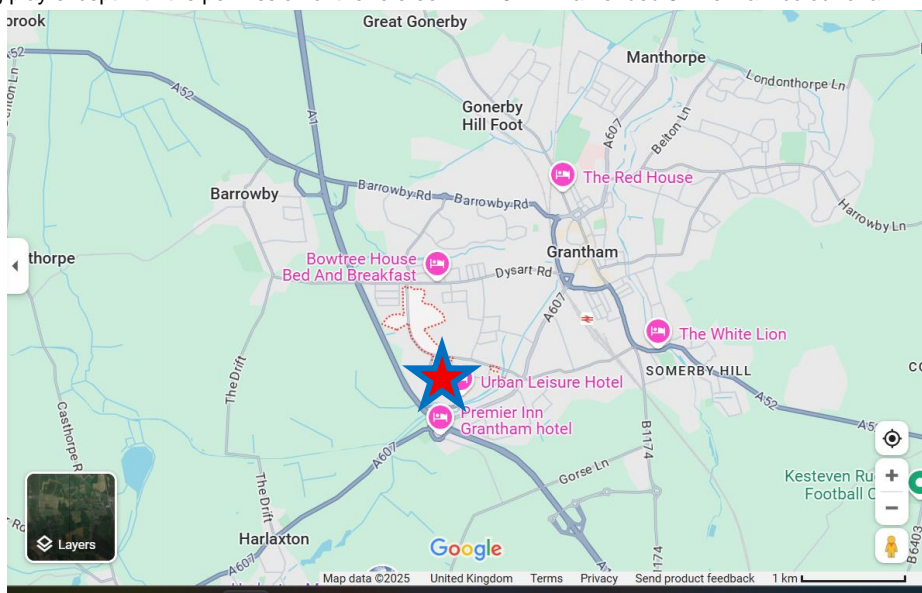 Great Gonerby
Manthorpe
A52
A52
A1
Londonthorpe Ln
Gonerby
Hill Foot
A607
Belton Ln
The Red House
Barrowby
Barrowby Rd
Barrowby Rd
Harrowby Ln
thorpe
Bowtree House
Bed And Breakfast
Grantham
Dysart Rd
A607
The White Lion
The Drift
Urban Leisure Hotel
SOMERBY HILL
Premier Inn
Grantham hotel
A52
Casthorpe R
A607
B1174
Gorse Ln
Kesteven Ru
Football C
The Drift
Layers
Harlaxton
Google
A607
B6403
Map data ©2025 United Kingdom Terms Privacy Send product feedback 1 km